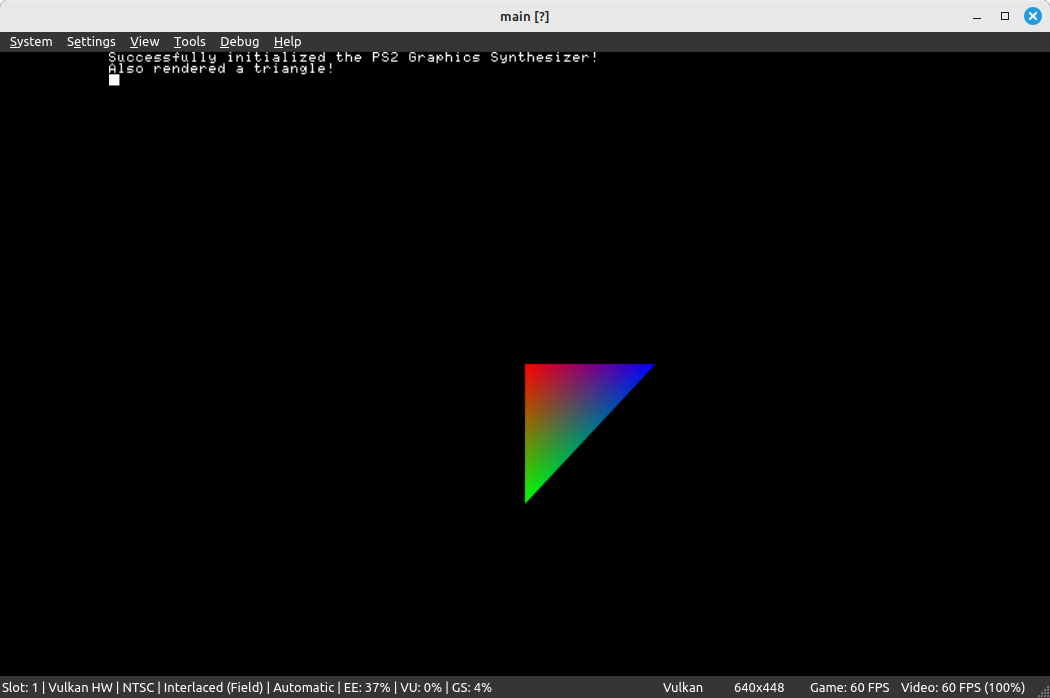 main [?]
System Settings View Tools Debug Help
Successfully initialized the PS2 Graphics Synthesizer!
Also rendered a triangle!
Slot: 1 | Vulkan HW | NTSC | Interlaced (Field) | Automatic | EE: 37% | VU: 0% | GS: 4% Vulkan 640x448 Game: 60 FPS Video: 60 FPS (100%)